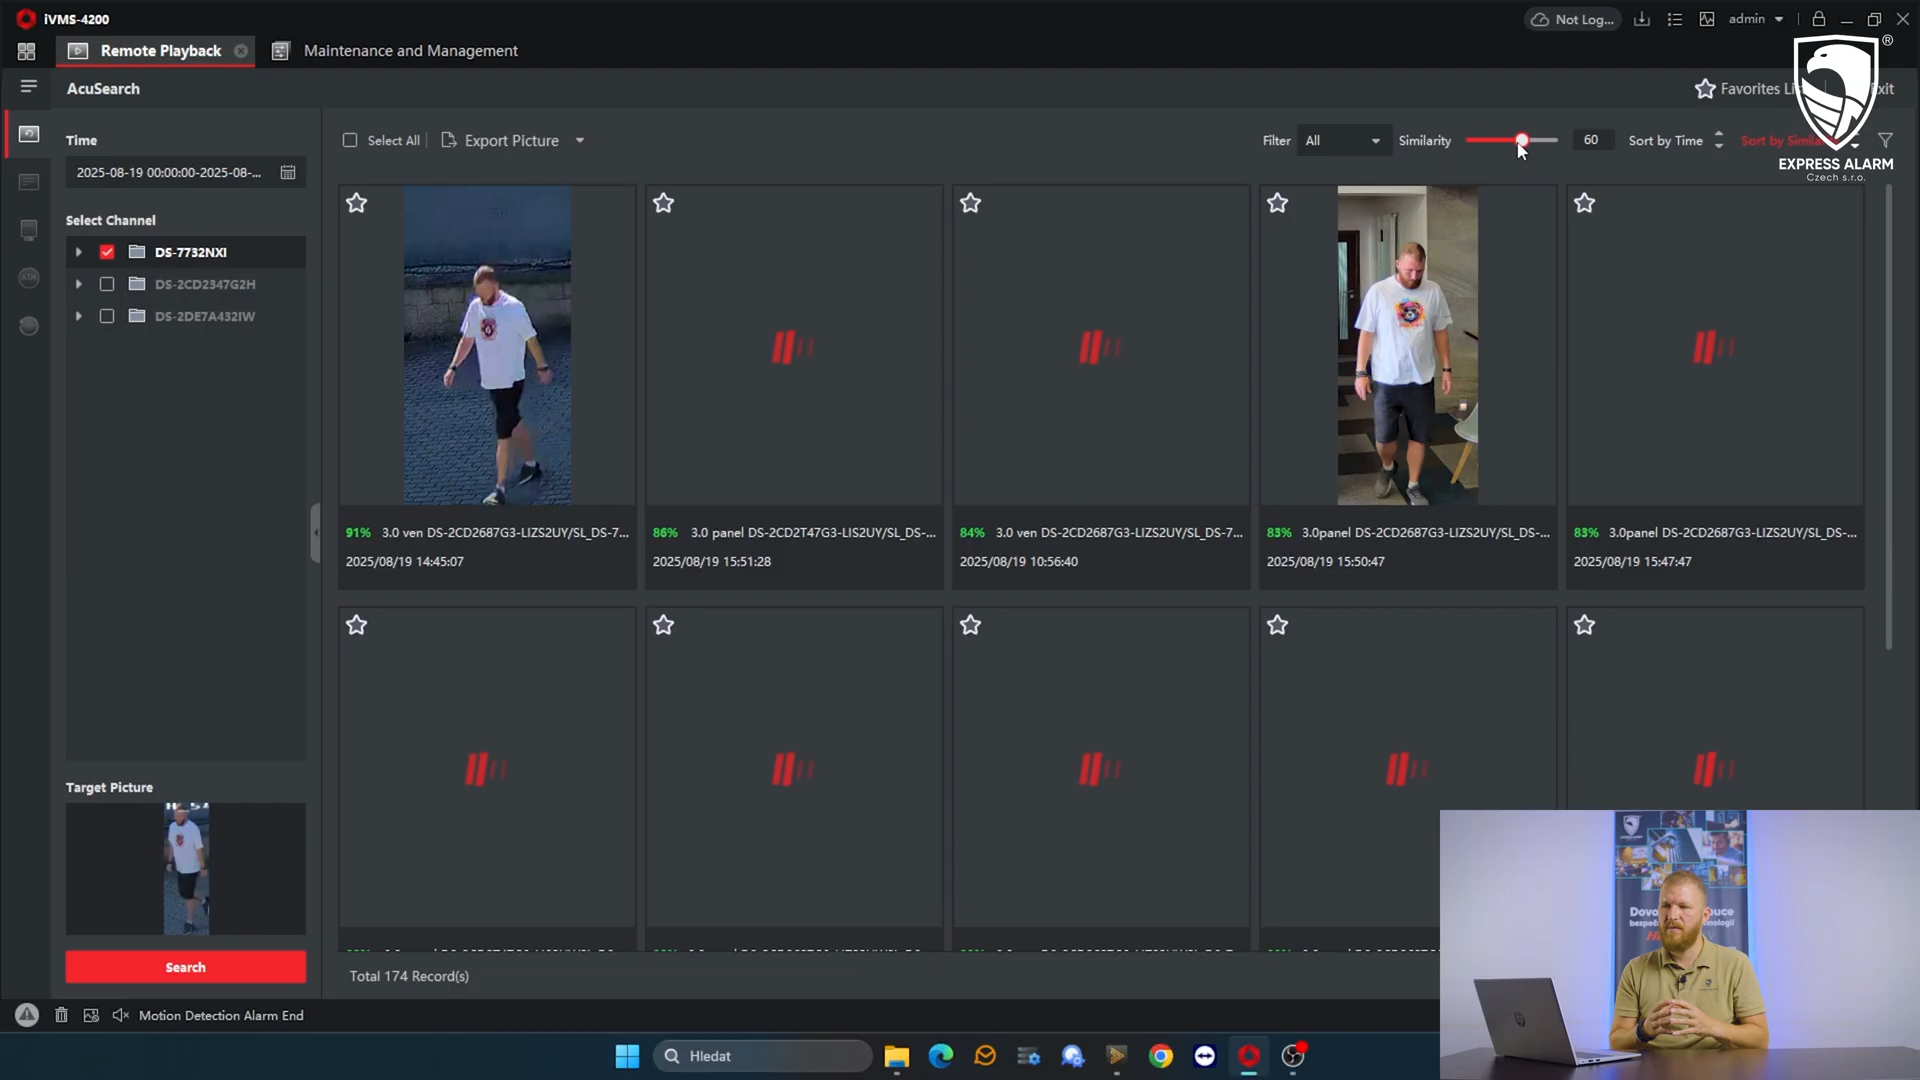 iVMS-4200
Not Log...
admin
Remote Playback
Maintenance and Management
AcuSearch
Favorites Li
xit
EXPRESS ALARM
Czech s.r.o.
®
Time
2025-08-19 00:00:00-2025-08-...
Select Channel
DS-7732NXI
DS-2CD2347G2H
DS-2DE7A432IW
Select All
Export Picture
Filter
All
Similarity
60
Sort by Time
Sort by Simila
91% 3.0 ven DS-2CD2687G3-LIZS2UY/SL_DS-7...
2025/08/19 14:45:07
86% 3.0 panel DS-2CD2T47G3-LIS2UY/SL_DS-...
2025/08/19 15:51:28
84% 3.0 ven DS-2CD2687G3-LIZS2UY/SL_DS-7...
2025/08/19 10:56:40
83% 3.0panel DS-2CD2687G3-LIZS2UY/SL_DS-...
2025/08/19 15:50:47
83% 3.0panel DS-2CD2687G3-LIZS2UY/SL_DS-...
2025/08/19 15:47:47
Target Picture
Search
Total 174 Record(s)
Motion Detection Alarm End
Hledat